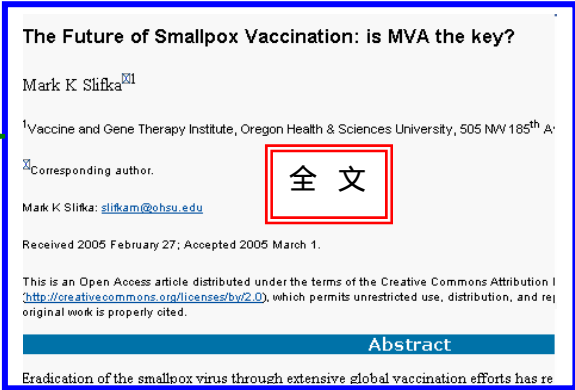 The Future of Smallpox Vaccination: is MVA the key?
Mark K Slifka 1
1Vaccine and Gene Therapy Institute, Oregon Health & Sciences University, 505 NW 185th
Corresponding author.
全 文
Mark K Slifka: slifkam@ohsu.edu
Received 2005 February 27; Accepted 2005 March 1.
This is an Open Access article distributed under the terms of the Creative Commons Attribution
(http://creativecommons.org/licenses/by/2.0), which permits unrestricted use, distribution, and
original work is properly cited.
Abstract
Eradication of the smallpox virus through extensive global vaccination efforts has re